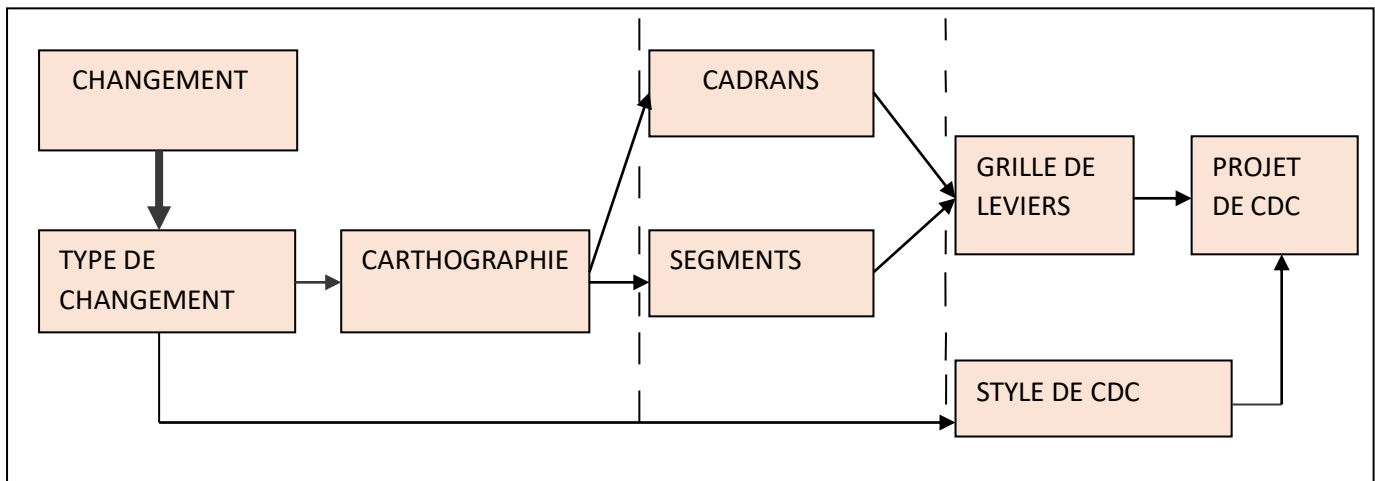 CHANGEMENT
TYPE DE
CHANGEMENT
CARTHOGRAPHIE
CADRANS
SEGMENTS
GRILLE DE
LEVIERS
PROJET
DE CDC
STYLE DE CDC